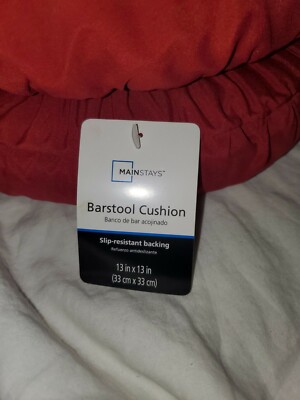 MAINSTAYS™
Barstool Cushion
Banco de bar acojinado
Slip-resistant backing
Refuerzo antideslizante
13 in x 13 in
(33 cm x 33 cm)